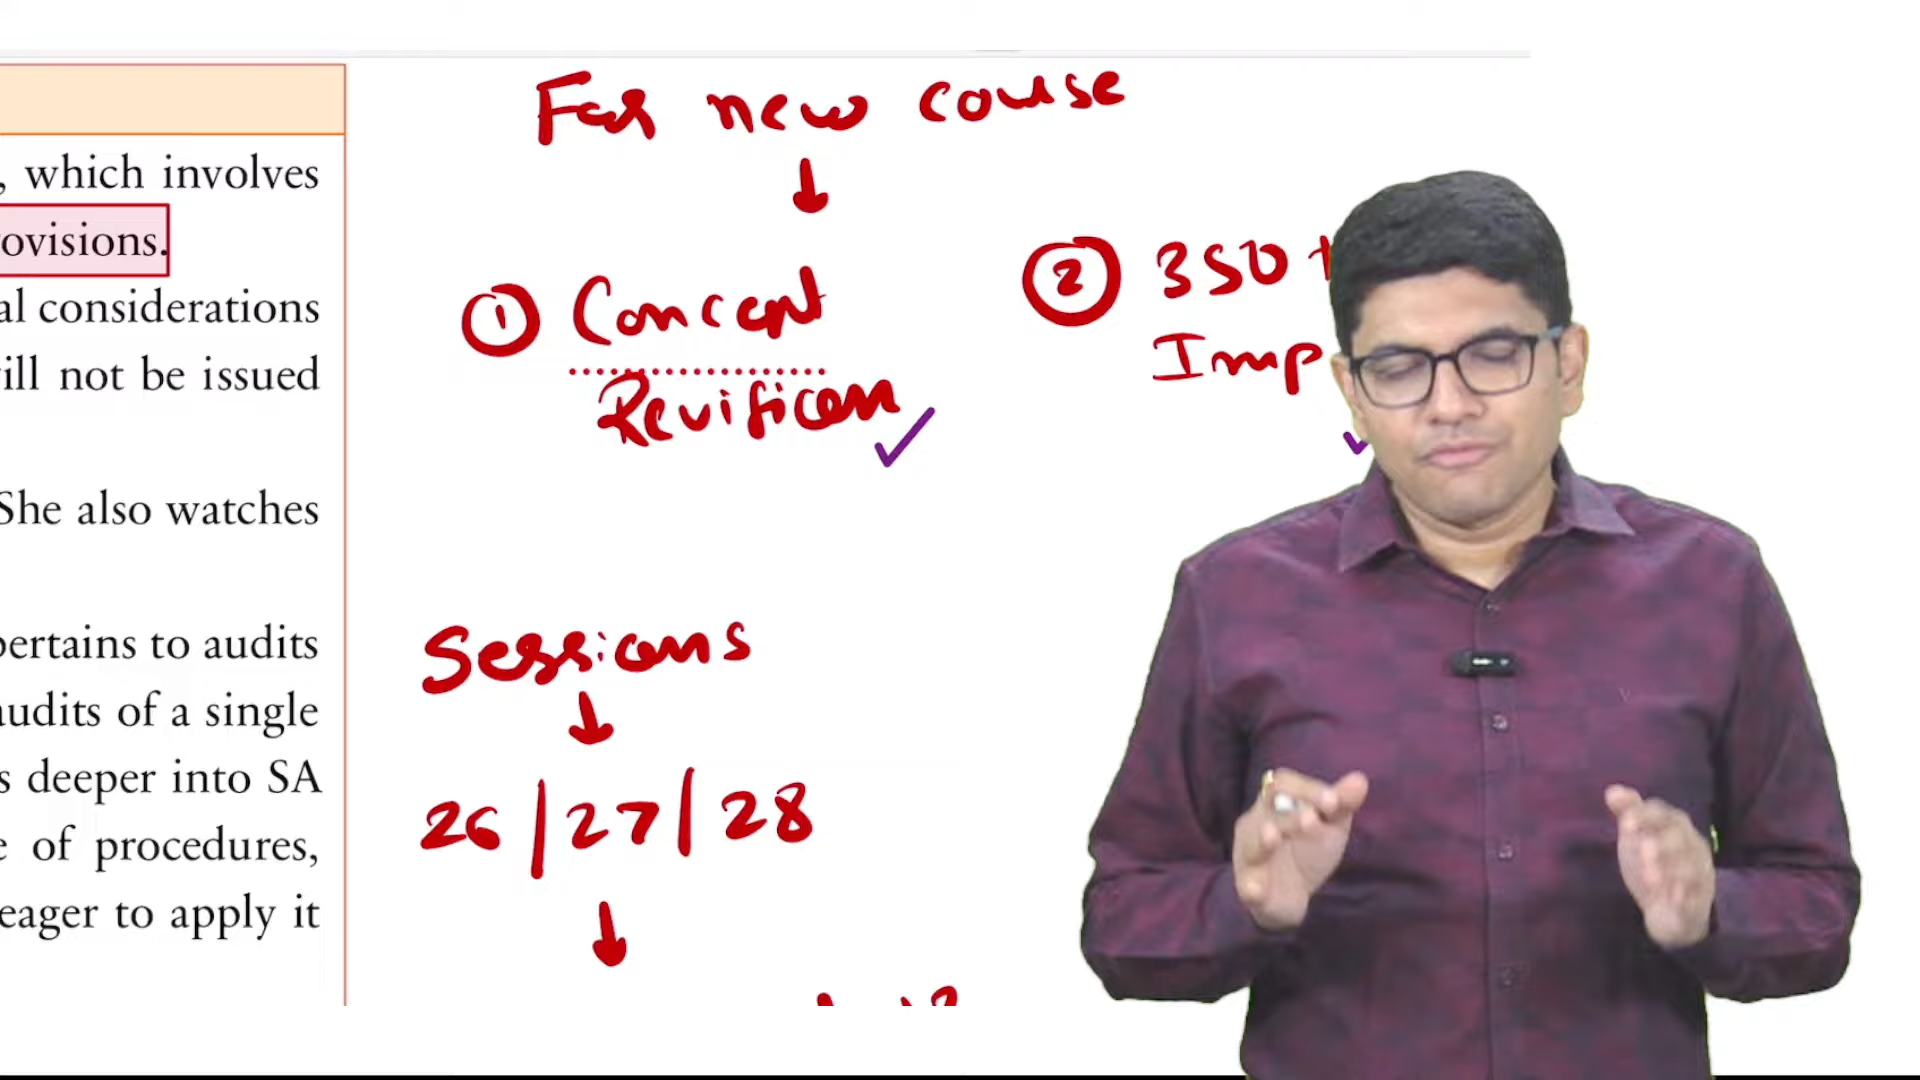 , which involves
ovisions.
al considerations
ill not be issued
She also watches
pertains to audits
audits of a single
s deeper into SA
e of procedures,
eager to apply it
For new course
① Concept
Revision
② 350+
Imp
Sessions
26/27/28